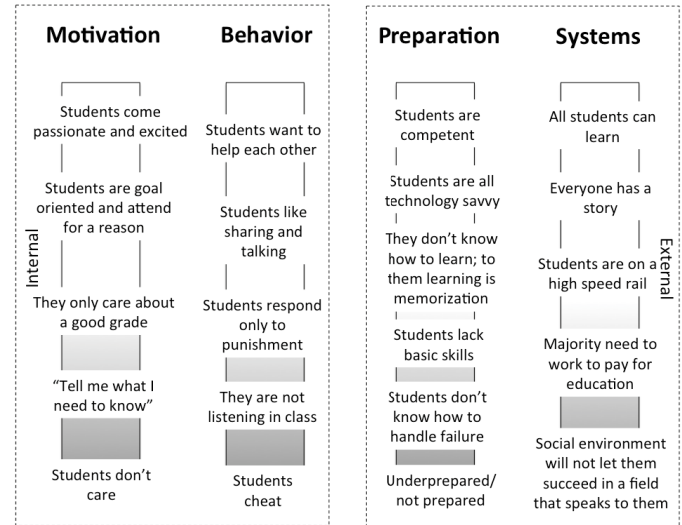 Motivation
Students come
passionate and excited
Students are goal
oriented and attend
for a reason
They only care about
a good grade
“Tell me what I
need to know”
Students don’t
care
Internal
Behavior
Students want to
help each other
Students like
sharing and
talking
Students respond
only to
punishment
They are not
listening in class
Students
cheat
Preparation
Students are
competent
Students are all
technology savvy
They don’t know
how to learn; to
them learning is
memorization
Students lack
basic skills
Students don’t
know how to
handle failure
Underprepared/
not prepared
Systems
All students can
learn
Everyone has a
story
Students are on a
high speed rail
Majority need to
work to pay for
education
Social environment
will not let them
succeed in a field
that speaks to them
External